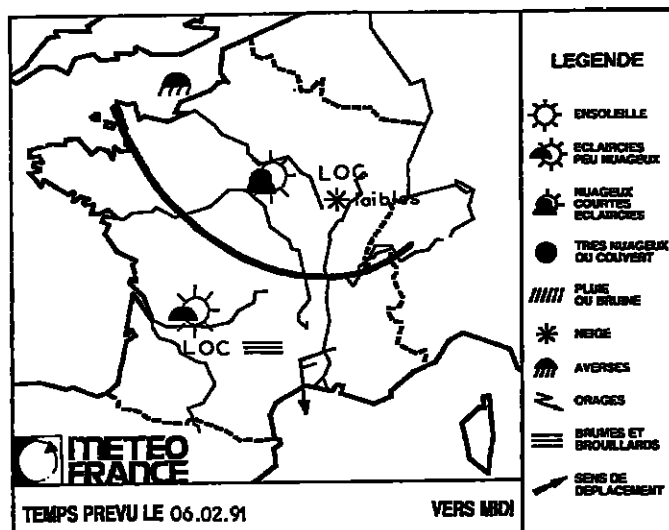 LOC
faibles
LOC
METEO
FRANCE
TEMPS PREVU LE 06.02.91 VERS MIDI
LEGENDE
ENSOLEILLE
ECLAIRCIES
PEU NUAGEUX
NUAGEUX
COURTES
ECLAIRCIES
TRES NUAGEUX
OU COUVERT
PLUIE
OU BRUINE
NEIGE
AVERSES
ORAGES
BRUMES ET
BROUILLARDS
SENS DE
DEPLACEMENT